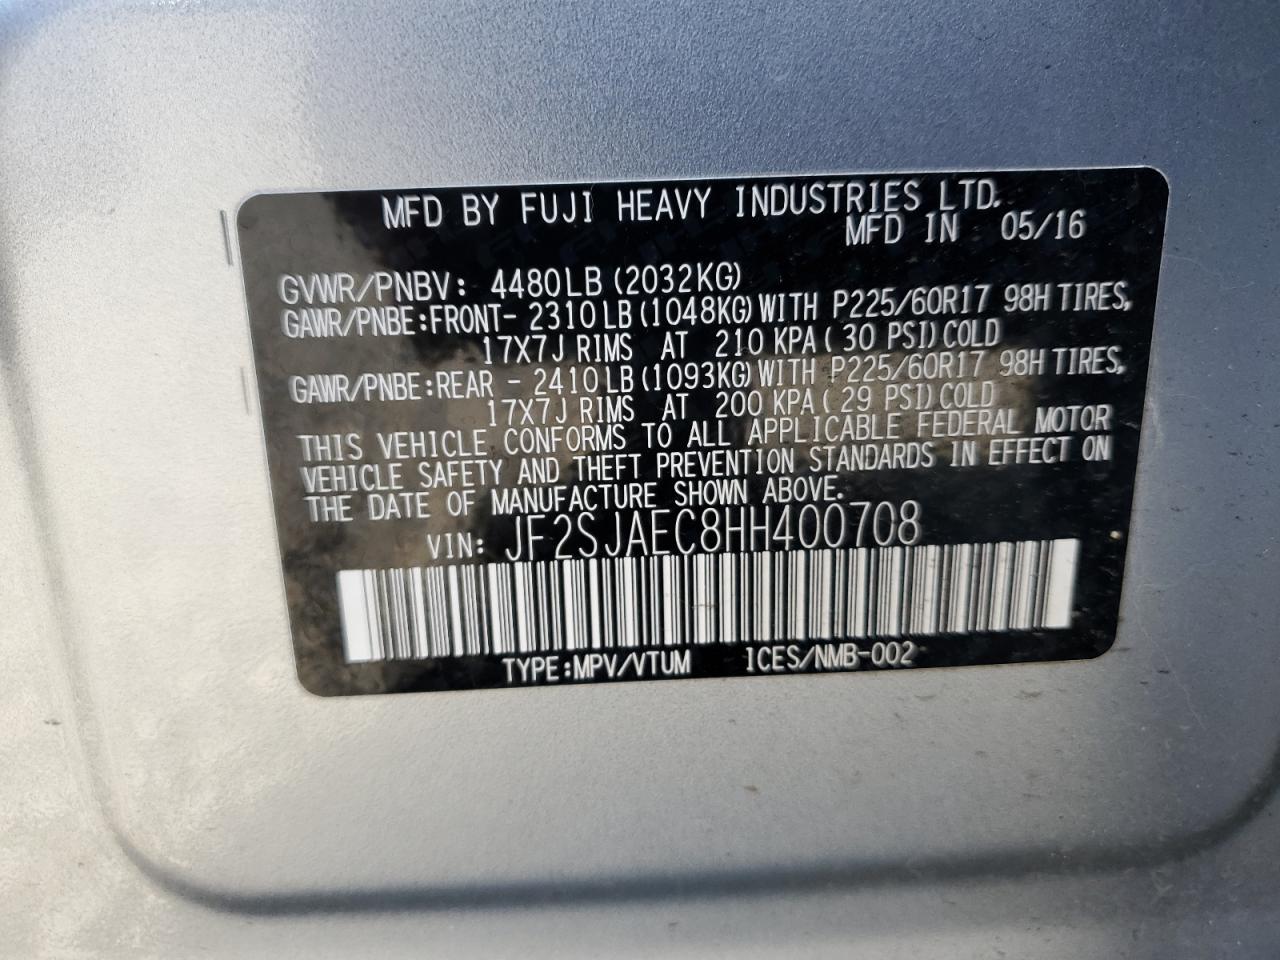 MFD BY FUJI HEAVY INDUSTRIES LTD.
MFD IN 05/16
GVWR/PNBV: 4480LB (2032KG)
GAWR/PNBE:FRONT- 2310LB (1048KG) WITH P225/60R17 98H TIRES,
17X7J RIMS AT 210 KPA ( 30 PSI) COLD
GAWR/PNBE:REAR - 2410LB (1093KG) WITH P225/60R17 98H TIRES,
17X7J RIMS AT 200 KPA ( 29 PSI) COLD
THIS VEHICLE CONFORMS TO ALL APPLICABLE FEDERAL MOTOR
VEHICLE SAFETY AND THEFT PREVENTION STANDARDS IN EFFECT ON
THE DATE OF MANUFACTURE SHOWN ABOVE.
VIN: JF2SJAEC8HH400708
TYPE:MPV/VTUM ICES/NMB-002